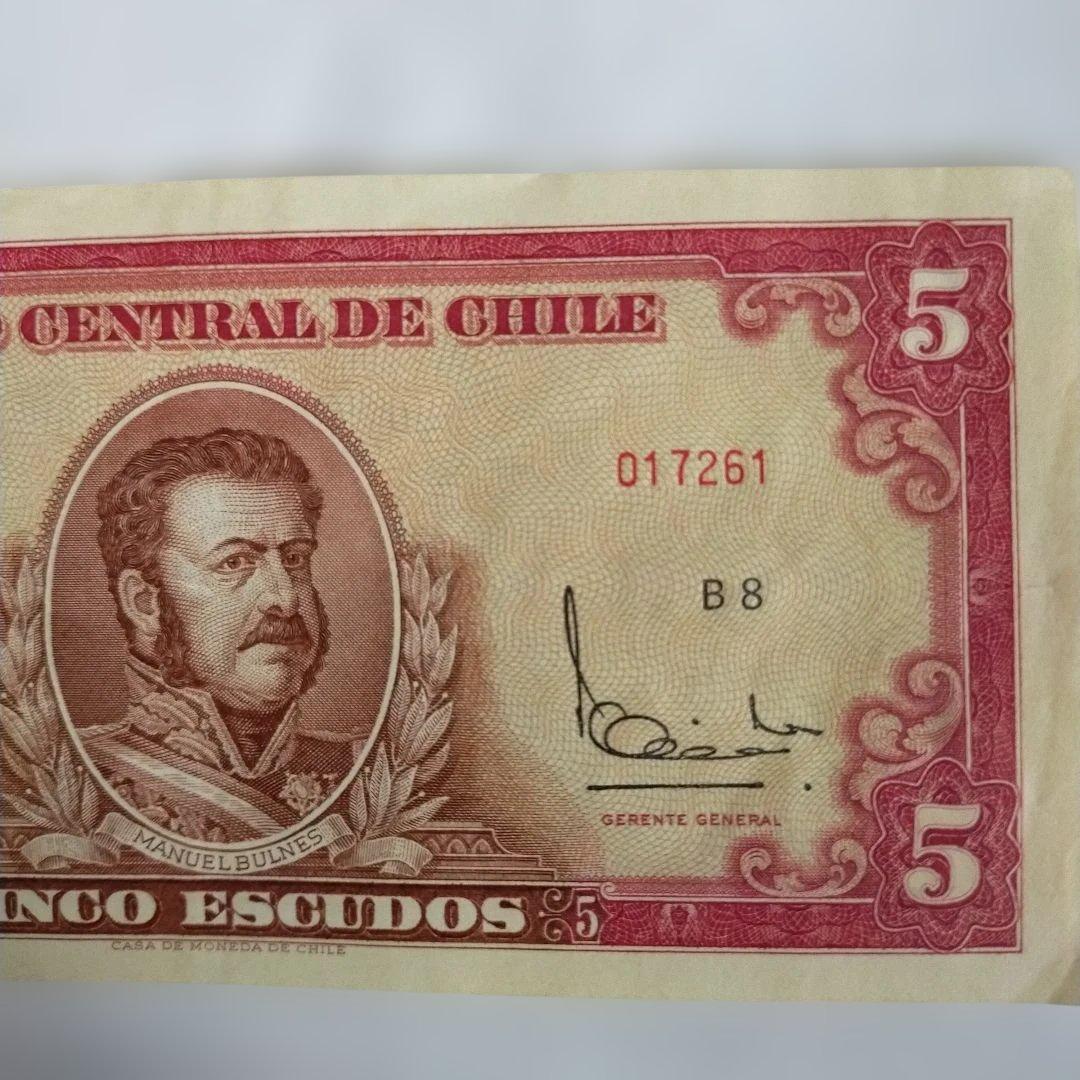 CENTRAL DE CHILE
5
017261
B 8
GERENTE GENERAL
MANUEL BULNES
5
NCO ESCUDOS 5
CASA DE MONEDA DE CHILE